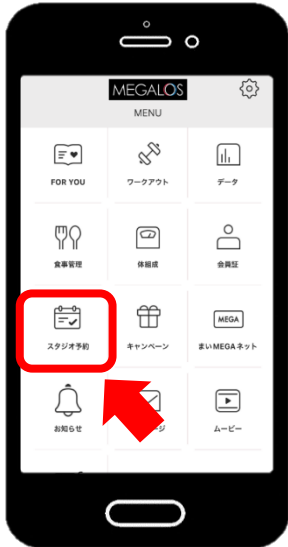 MEGALOS
MENU
FOR YOU
ワークアウト
データ
食事管理
体組成
会員証
スタジオ予約
キャンペーン
MEGA
まいMEGAネット
お知らせ
ージ
ムービー